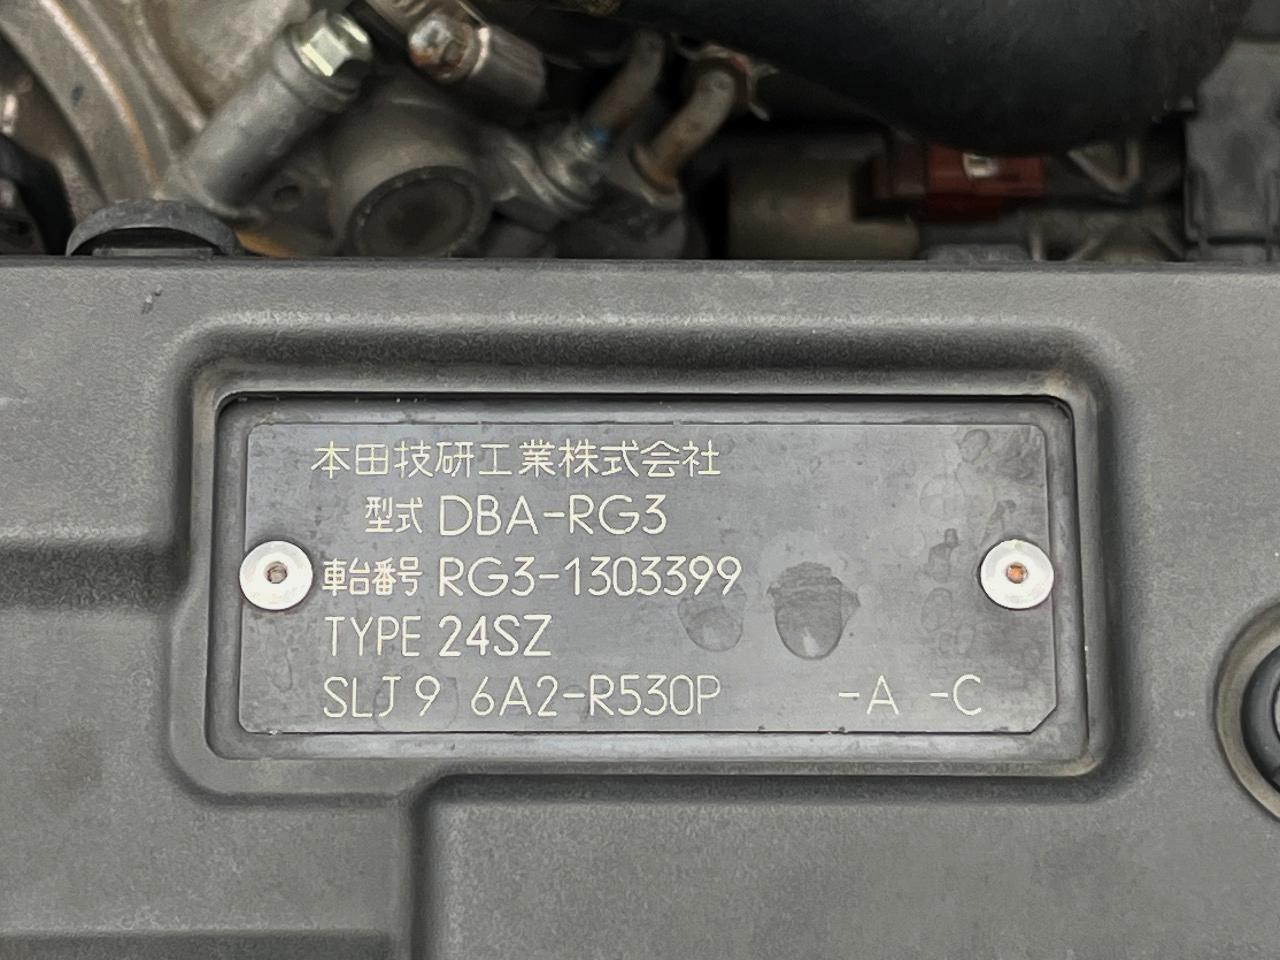 本田技研工業株式会社
型式 DBA-RG3
車台番号 RG3-1303399
TYPE 24SZ
SLJ 9 6A2-R530P -A -C